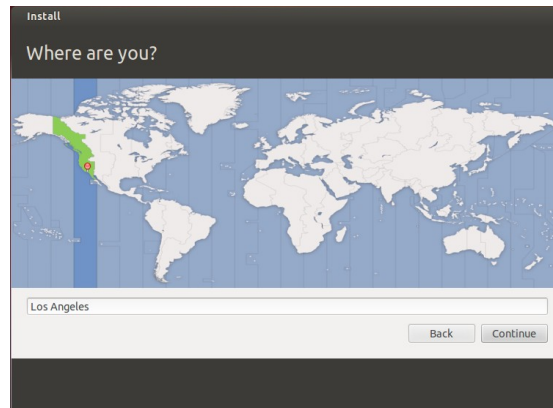 Install
Where are you?
Los Angeles
Back
Continue